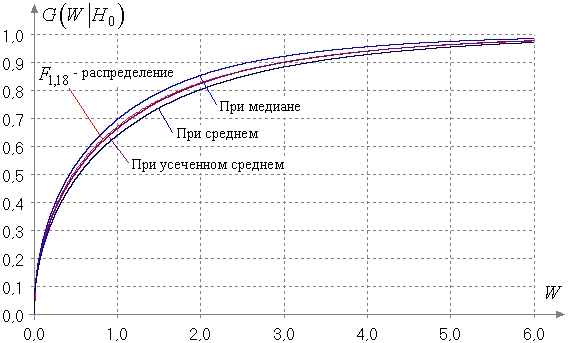 G(W|H₀)
1,0
0,9
F₁,₁₈ - распределение
0,8
При медиане
0,7
При среднем
0,6
При усеченном среднем
0,5
0,4
0,3
0,2
0,1
W
0,0
0,0 1,0 2,0 3,0 4,0 5,0 6,0